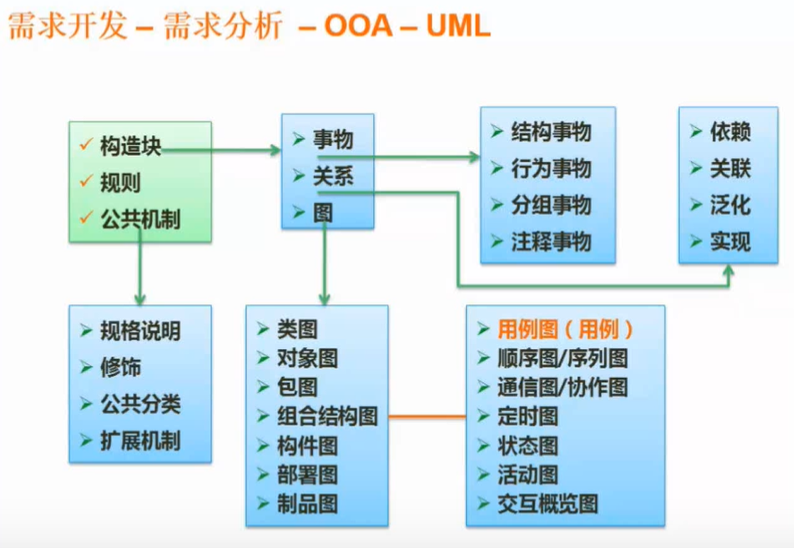 需求开发 – 需求分析 – OOA – UML
构造块
规则
公共机制
事物
关系
图
结构事物
行为事物
分组事物
注释事物
依赖
关联
泛化
实现
规格说明
修饰
公共分类
扩展机制
类图
对象图
包图
组合结构图
构件图
部署图
制品图
用例图（用例）
顺序图/序列图
通信图/协作图
定时图
状态图
活动图
交互概览图